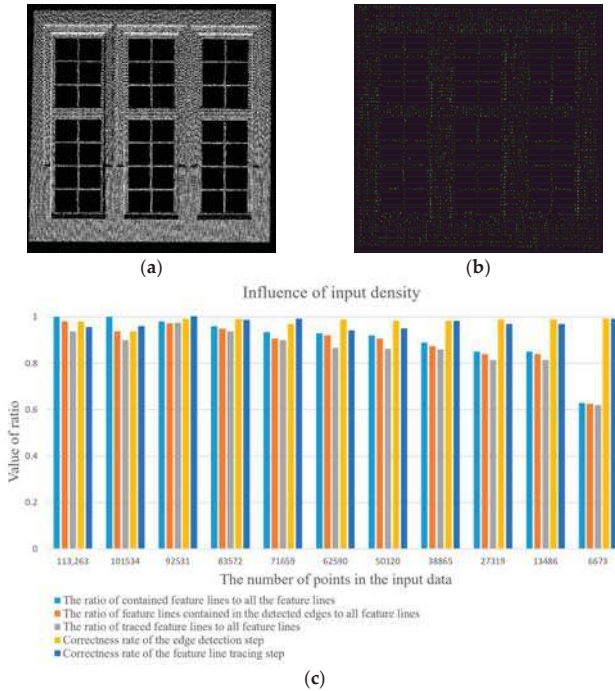 (a)
(b)
Influence of input density
Value of ratio
1
0.8
0.6
0.4
0.2
0
113,263 101534 92531 83572 71659 62590 50120 38865 27319 13486 6673
The number of points in the input data
The ratio of contained feature lines to all the feature lines
The ratio of feature lines contained in the detected edges to all feature lines
The ratio of traced feature lines to all feature lines
Correctness rate of the edge detection step
Correctness rate of the feature line tracing step
(c)